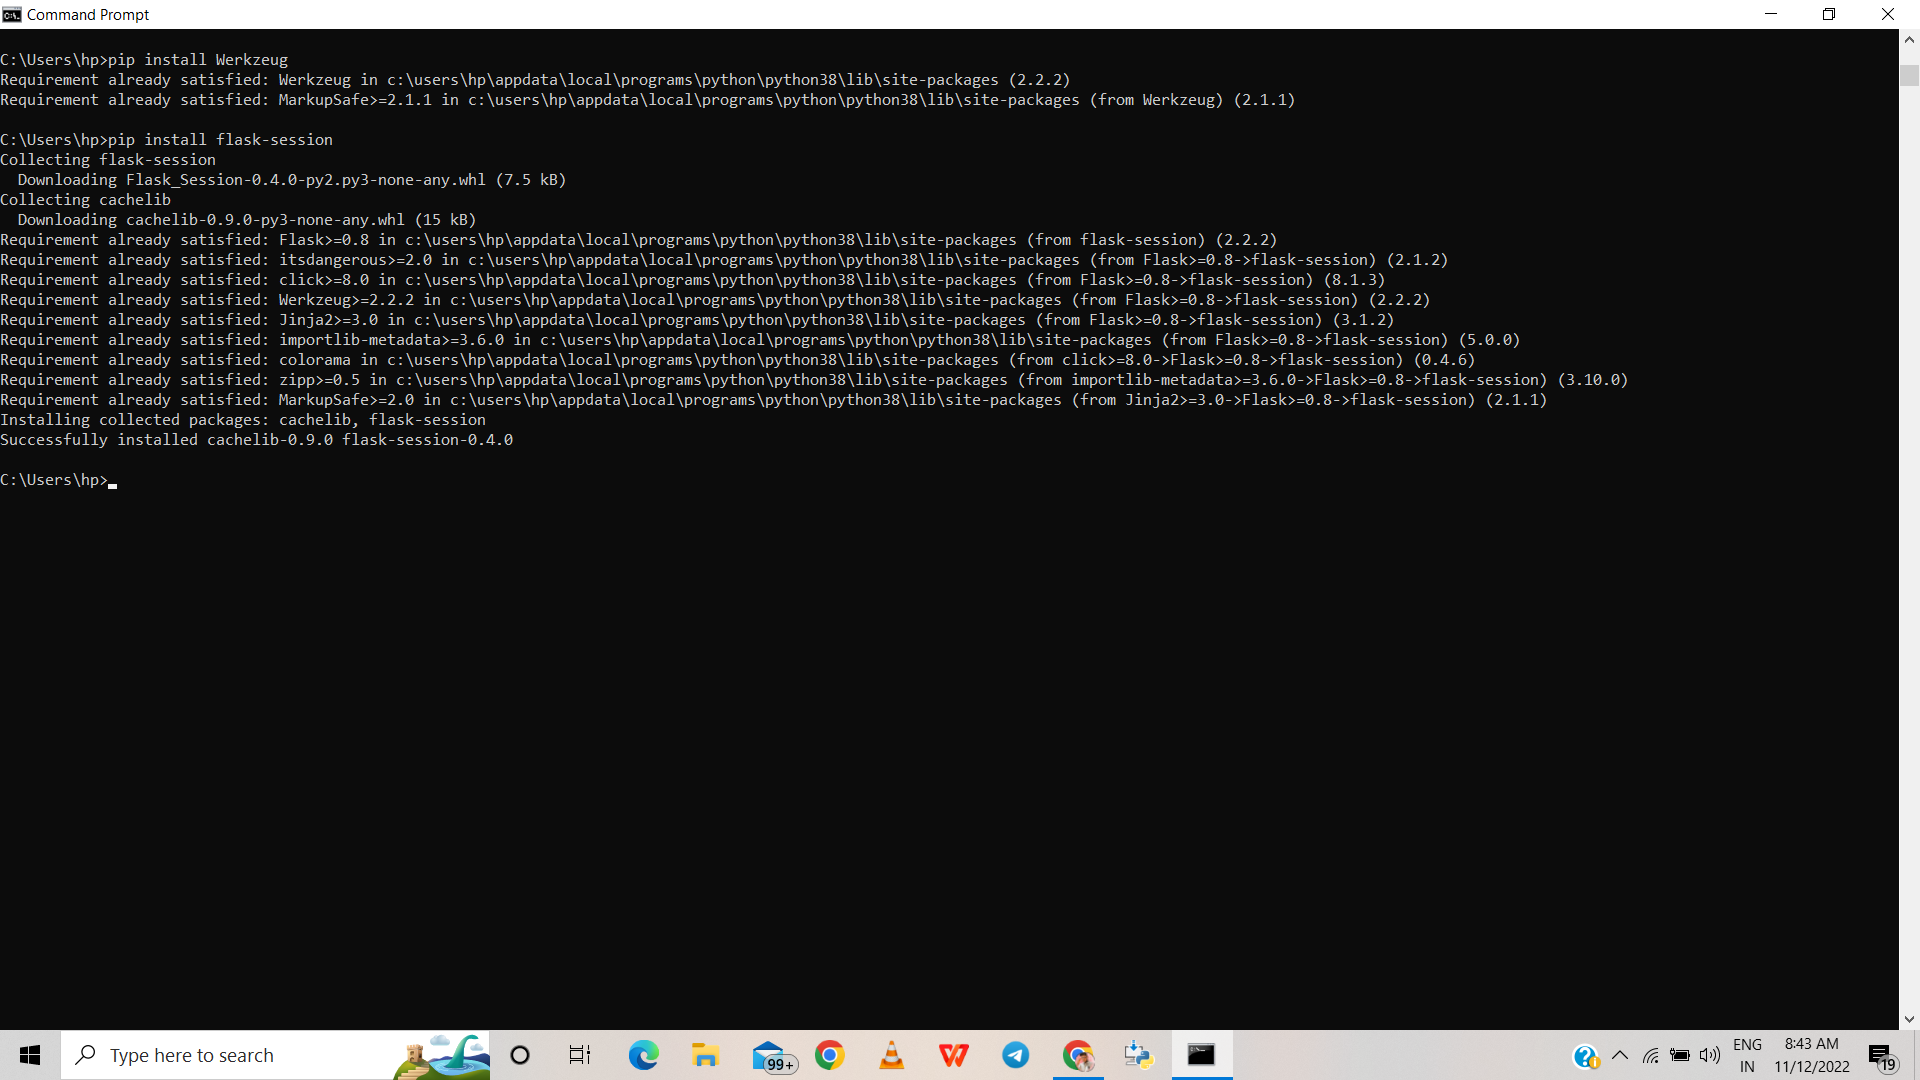 Command Prompt
C:\Users\hp>pip install Werkzeug
Requirement already satisfied: Werkzeug in c:\users\hp\appdata\local\programs\python\python38\lib\site-packages (2.2.2)
Requirement already satisfied: MarkupSafe>=2.1.1 in c:\users\hp\appdata\local\programs\python\python38\lib\site-packages (from Werkzeug) (2.1.1)
C:\Users\hp>pip install flask-session
Collecting flask-session
  Downloading Flask_Session-0.4.0-py2.py3-none-any.whl (7.5 kB)
Collecting cachelib
  Downloading cachelib-0.9.0-py3-none-any.whl (15 kB)
Requirement already satisfied: Flask>=0.8 in c:\users\hp\appdata\local\programs\python\python38\lib\site-packages (from flask-session) (2.2.2)
Requirement already satisfied: itsdangerous>=2.0 in c:\users\hp\appdata\local\programs\python\python38\lib\site-packages (from Flask>=0.8->flask-session) (2.1.2)
Requirement already satisfied: click>=8.0 in c:\users\hp\appdata\local\programs\python\python38\lib\site-packages (from Flask>=0.8->flask-session) (8.1.3)
Requirement already satisfied: Werkzeug>=2.2.2 in c:\users\hp\appdata\local\programs\python\python38\lib\site-packages (from Flask>=0.8->flask-session) (2.2.2)
Requirement already satisfied: Jinja2>=3.0 in c:\users\hp\appdata\local\programs\python\python38\lib\site-packages (from Flask>=0.8->flask-session) (3.1.2)
Requirement already satisfied: importlib-metadata>=3.6.0 in c:\users\hp\appdata\local\programs\python\python38\lib\site-packages (from Flask>=0.8->flask-session) (5.0.0)
Requirement already satisfied: colorama in c:\users\hp\appdata\local\programs\python\python38\lib\site-packages (from click>=8.0->Flask>=0.8->flask-session) (0.4.6)
Requirement already satisfied: zipp>=0.5 in c:\users\hp\appdata\local\programs\python\python38\lib\site-packages (from importlib-metadata>=3.6.0->Flask>=0.8->flask-session) (3.10.0)
Requirement already satisfied: MarkupSafe>=2.0 in c:\users\hp\appdata\local\programs\python\python38\lib\site-packages (from Jinja2>=3.0->Flask>=0.8->flask-session) (2.1.1)
Installing collected packages: cachelib, flask-session
Successfully installed cachelib-0.9.0 flask-session-0.4.0
C:\Users\hp>
Type here to search
99+
ENG
IN
8:43 AM
11/12/2022
19